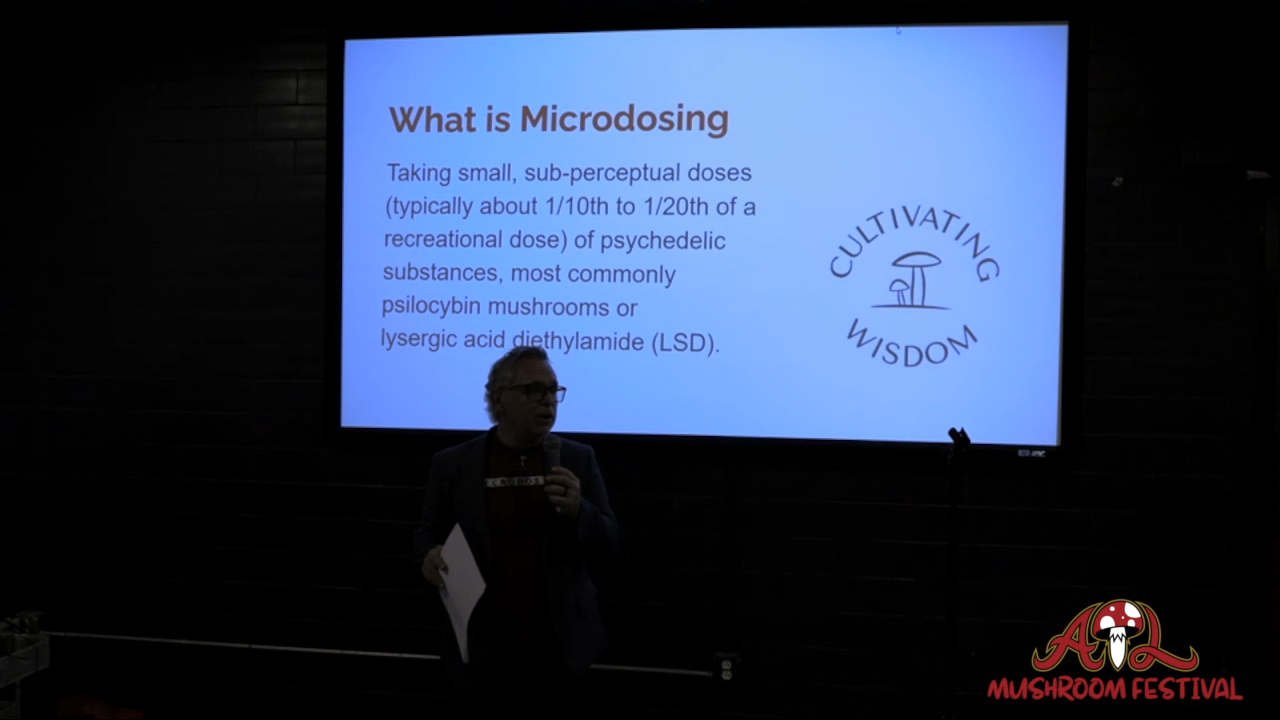 What is Microdosing
Taking small, sub-perceptual doses
(typically about 1/10th to 1/20th of a
recreational dose) of psychedelic
substances, most commonly
psilocybin mushrooms or
lysergic acid diethylamide (LSD).
CULTIVATING
WISDOM
ATL
MUSHROOM FESTIVAL